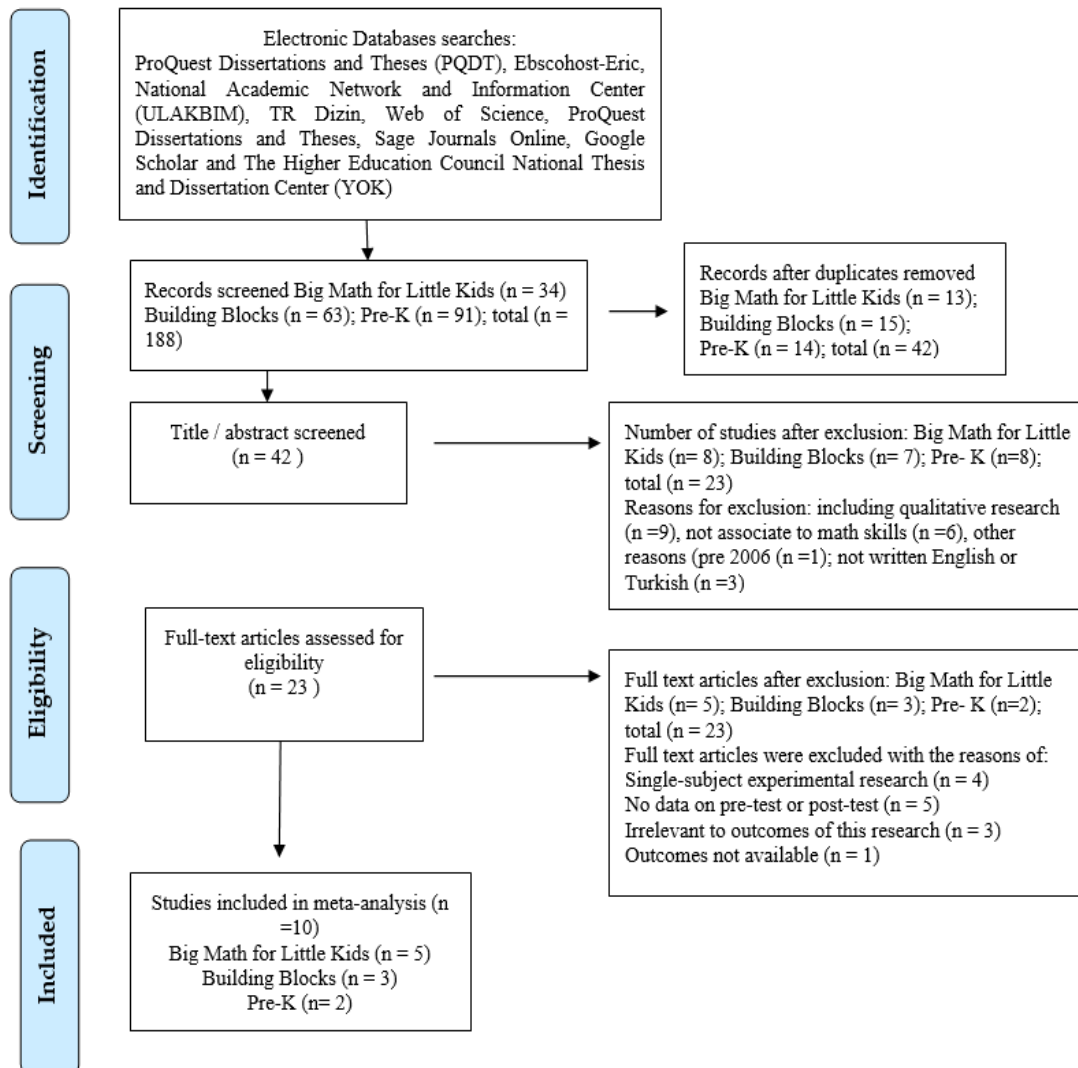 Identification
Electronic Databases searches:
ProQuest Dissertations and Theses (PQDT), Ebscohost-Eric,
National Academic Network and Information Center
(ULAKBIM), TR Dizin, Web of Science, ProQuest
Dissertations and Theses, Sage Journals Online, Google
Scholar and The Higher Education Council National Thesis
and Dissertation Center (YOK)
Screening
Records screened Big Math for Little Kids (n = 34)
Building Blocks (n = 63); Pre-K (n = 91); total (n =
188)
Records after duplicates removed
Big Math for Little Kids (n = 13);
Building Blocks (n = 15);
Pre-K (n = 14); total (n = 42)
Title / abstract screened
(n = 42 )
Number of studies after exclusion: Big Math for Little
Kids (n= 8); Building Blocks (n= 7); Pre- K (n=8);
total (n = 23)
Reasons for exclusion: including qualitative research
(n =9), not associate to math skills (n =6), other
reasons (pre 2006 (n =1); not written English or
Turkish (n =3)
Eligibility
Full-text articles assessed for
eligibility
(n = 23 )
Full text articles after exclusion: Big Math for Little
Kids (n= 5); Building Blocks (n= 3); Pre- K (n=2);
total (n = 23)
Full text articles were excluded with the reasons of:
Single-subject experimental research (n = 4)
No data on pre-test or post-test (n = 5)
Irrelevant to outcomes of this research (n = 3)
Outcomes not available (n = 1)
Included
Studies included in meta-analysis (n
=10)
Big Math for Little Kids (n = 5)
Building Blocks (n = 3)
Pre-K (n= 2)